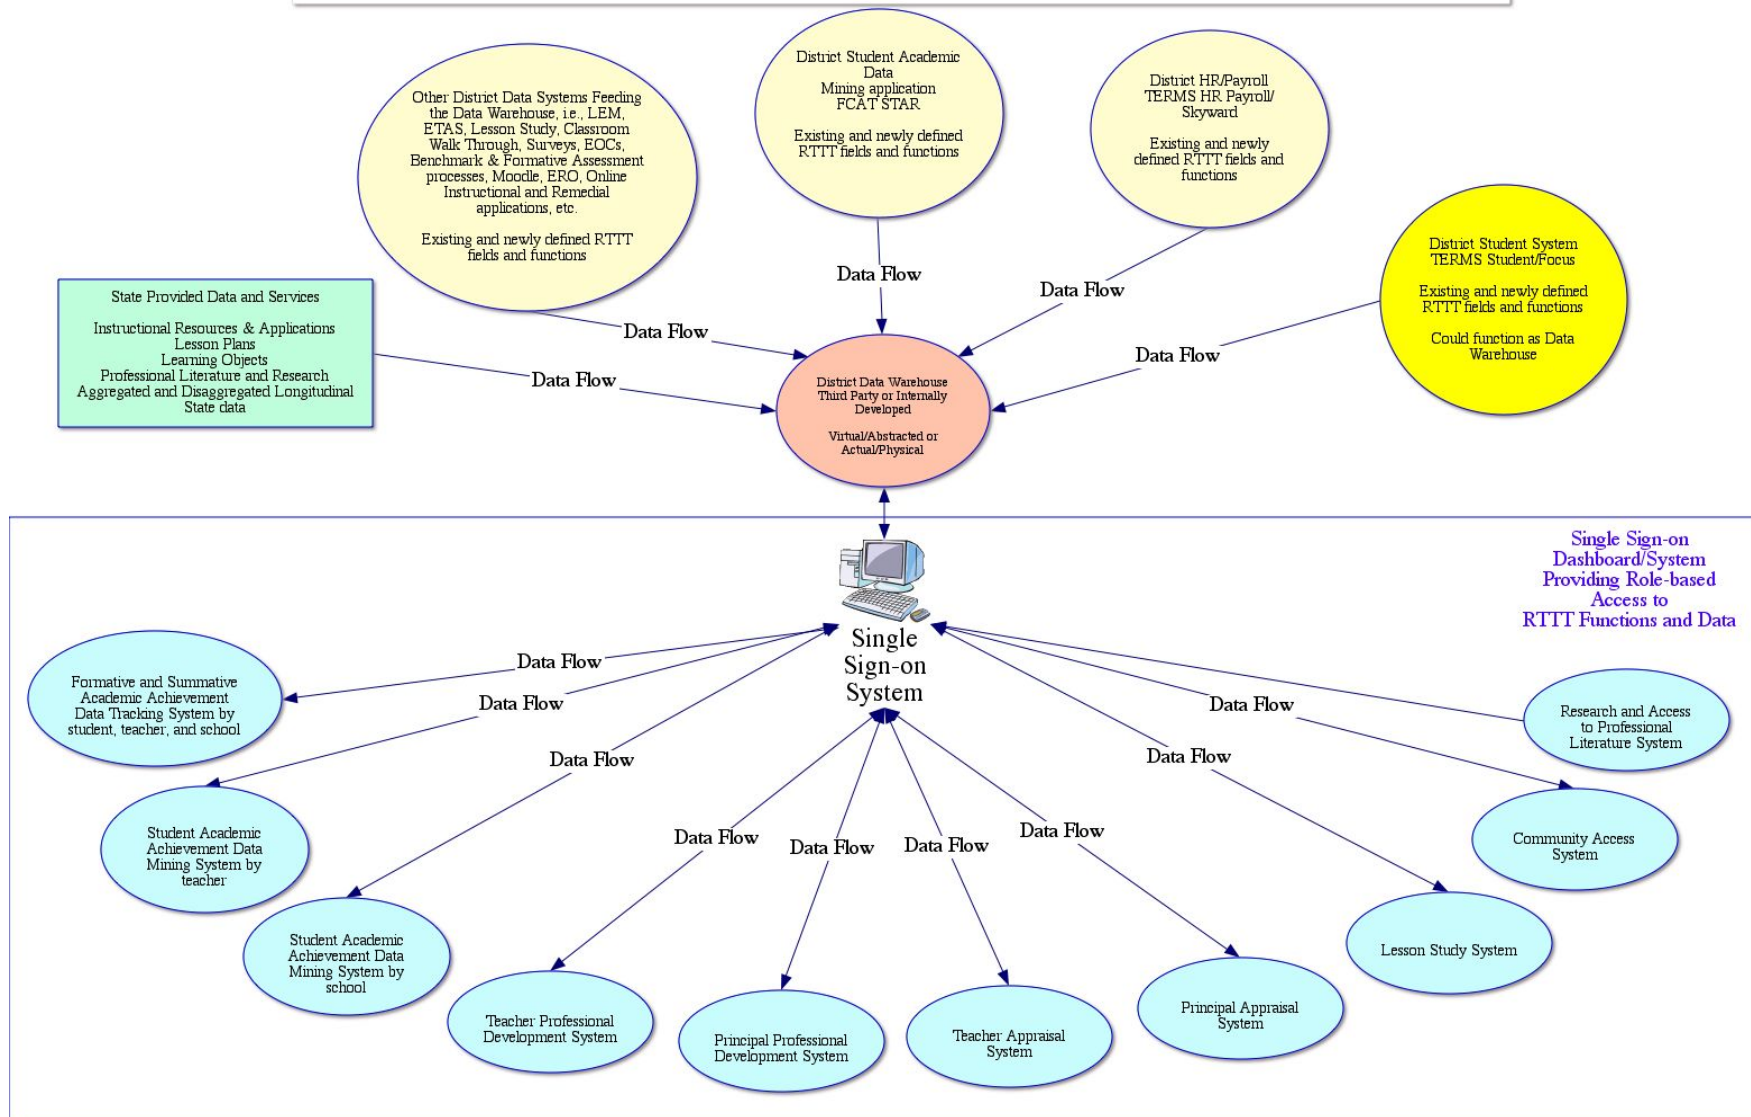 Other District Data Systems Feeding
the Data Warehouse, i.e., LEM,
ETAS, Lesson Study, Classroom
Walk Through, Surveys, EOCs,
Benchmark & Formative Assessment
processes, Moodle, ERO, Online
Instructional and Remedial
applications, etc.
Existing and newly defined RTTT
fields and functions
District Student Academic
Data
Mining application
FCAT STAR
Existing and newly defined
RTTT fields and functions
District HR/Payroll
TERMS HR Payroll/
Skyward
Existing and newly
defined RTTT fields and
functions
District Student System
TERMS Student/Focus
Existing and newly defined
RTTT fields and functions
Could function as Data
Warehouse
State Provided Data and Services
Instructional Resources & Applications
Lesson Plans
Learning Objects
Professional Literature and Research
Aggregated and Disaggregated Longitudinal
State data
Data Flow
Data Flow
Data Flow
Data Flow
Data Flow
District Data Warehouse
Third Party or Internally
Developed
Virtual/Abstracted or
Actual/Physical
Single Sign-on
Dashboard/System
Providing Role-based
Access to
RTTT Functions and Data
Single
Sign-on
System
Data Flow
Data Flow
Data Flow
Data Flow
Data Flow
Data Flow
Data Flow
Data Flow
Data Flow
Formative and Summative
Academic Achievement
Data Tracking System by
student, teacher, and school
Student Academic
Achievement Data
Mining System by
teacher
Student Academic
Achievement Data
Mining System by
school
Teacher Professional
Development System
Principal Professional
Development System
Teacher Appraisal
System
Principal Appraisal
System
Lesson Study System
Community Access
System
Research and Access
to Professional
Literature System